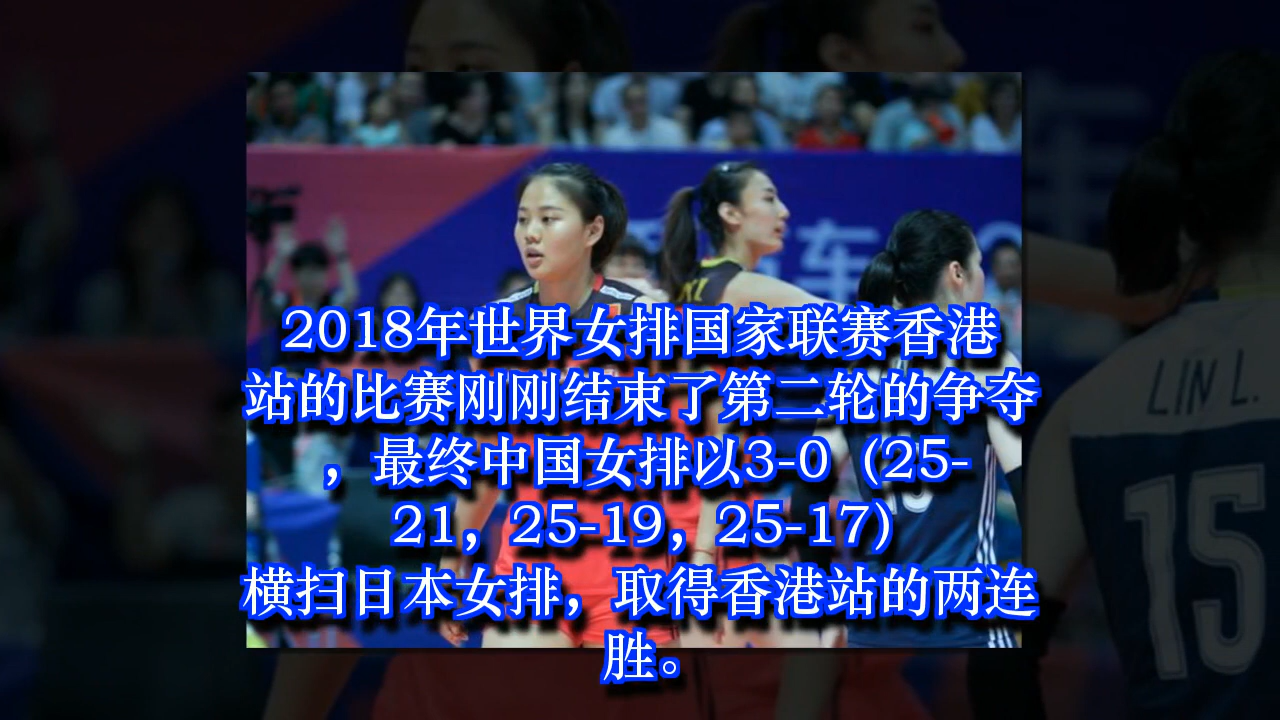 车
LIN L.
2018年世界女排国家联赛香港
站的比赛刚刚结束了第二轮的争夺
，最终中国女排以3-0（25-
21，25-19，25-17）
横扫日本女排，取得香港站的两连
胜。
15